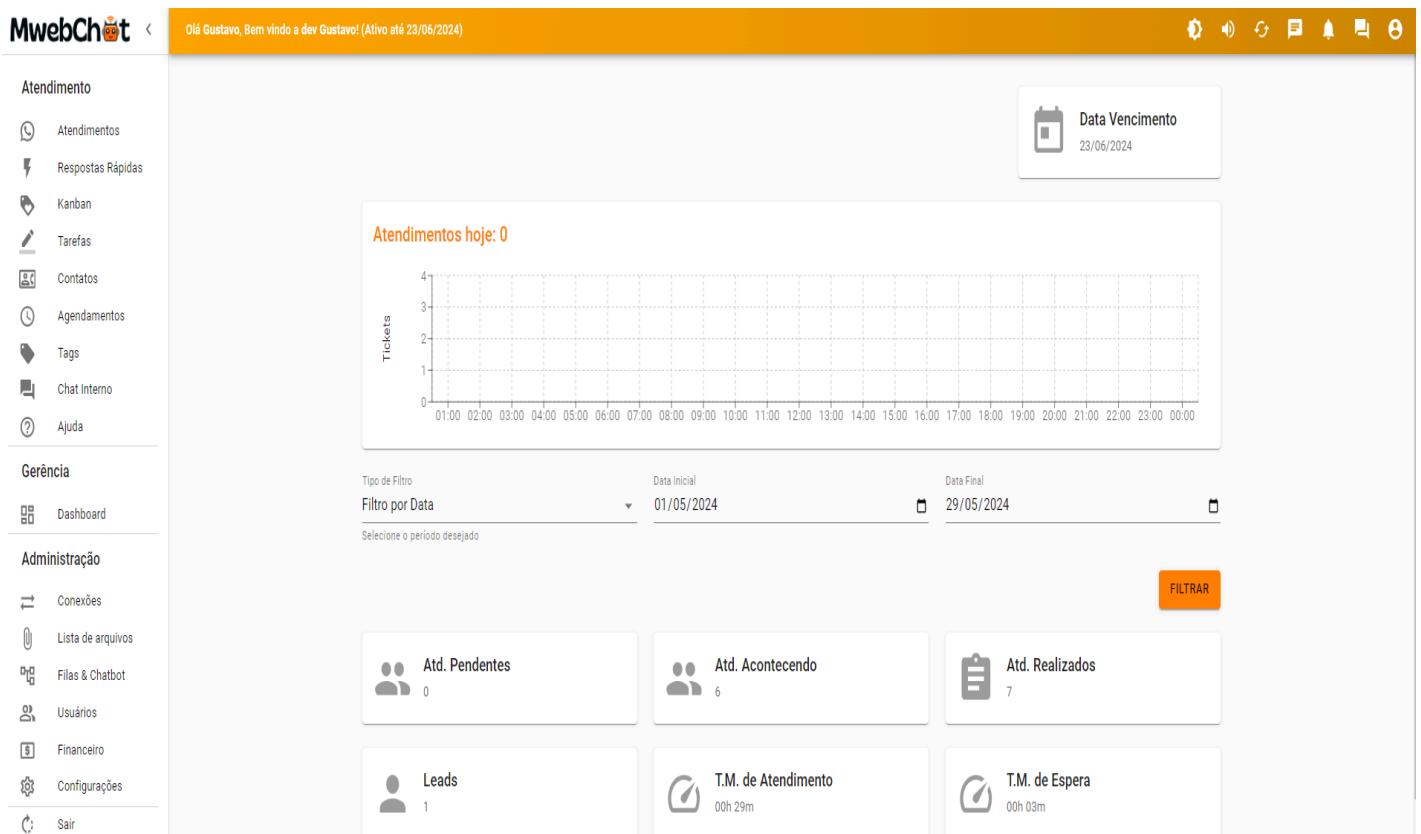 MwebChat
Olá Gustavo, Bem vindo a dev Gustavo! (Ativo até 23/06/2024)
Atendimento
Atendimentos
Respostas Rápidas
Kanban
Tarefas
Contatos
Agendamentos
Tags
Chat Interno
Ajuda
Gerência
Dashboard
Administração
Conexões
Lista de arquivos
Filas & Chatbot
Usuários
Financeiro
Configurações
Sair
Data Vencimento
23/06/2024
Atendimentos hoje: 0
Tickets
4
3
2
1
0
01:00 02:00 03:00 04:00 05:00 06:00 07:00 08:00 09:00 10:00 11:00 12:00 13:00 14:00 15:00 16:00 17:00 18:00 19:00 20:00 21:00 22:00 23:00 00:00
Tipo de Filtro
Filtro por Data
Selecione o período desejado
Data Inicial
01/05/2024
Data Final
29/05/2024
FILTRAR
Atd. Pendentes
0
Atd. Acontecendo
6
Atd. Realizados
7
Leads
1
T.M. de Atendimento
00h 29m
T.M. de Espera
00h 03m